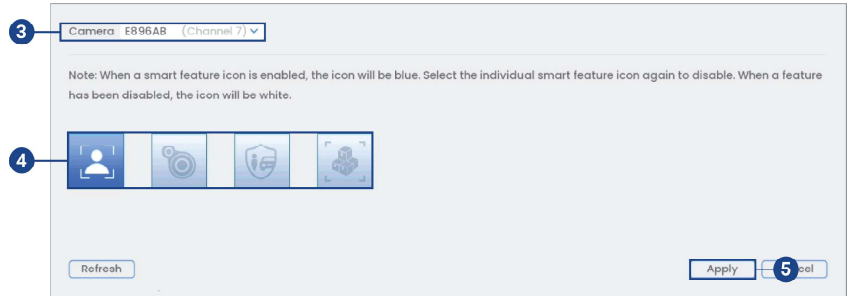 3
Camera E896AB (Channel 7)
Note: When a smart feature icon is enabled, the icon will be blue. Select the individual smart feature icon again to disable. When a feature
has been disabled, the icon will be white.
4
Refresh
Apply
5